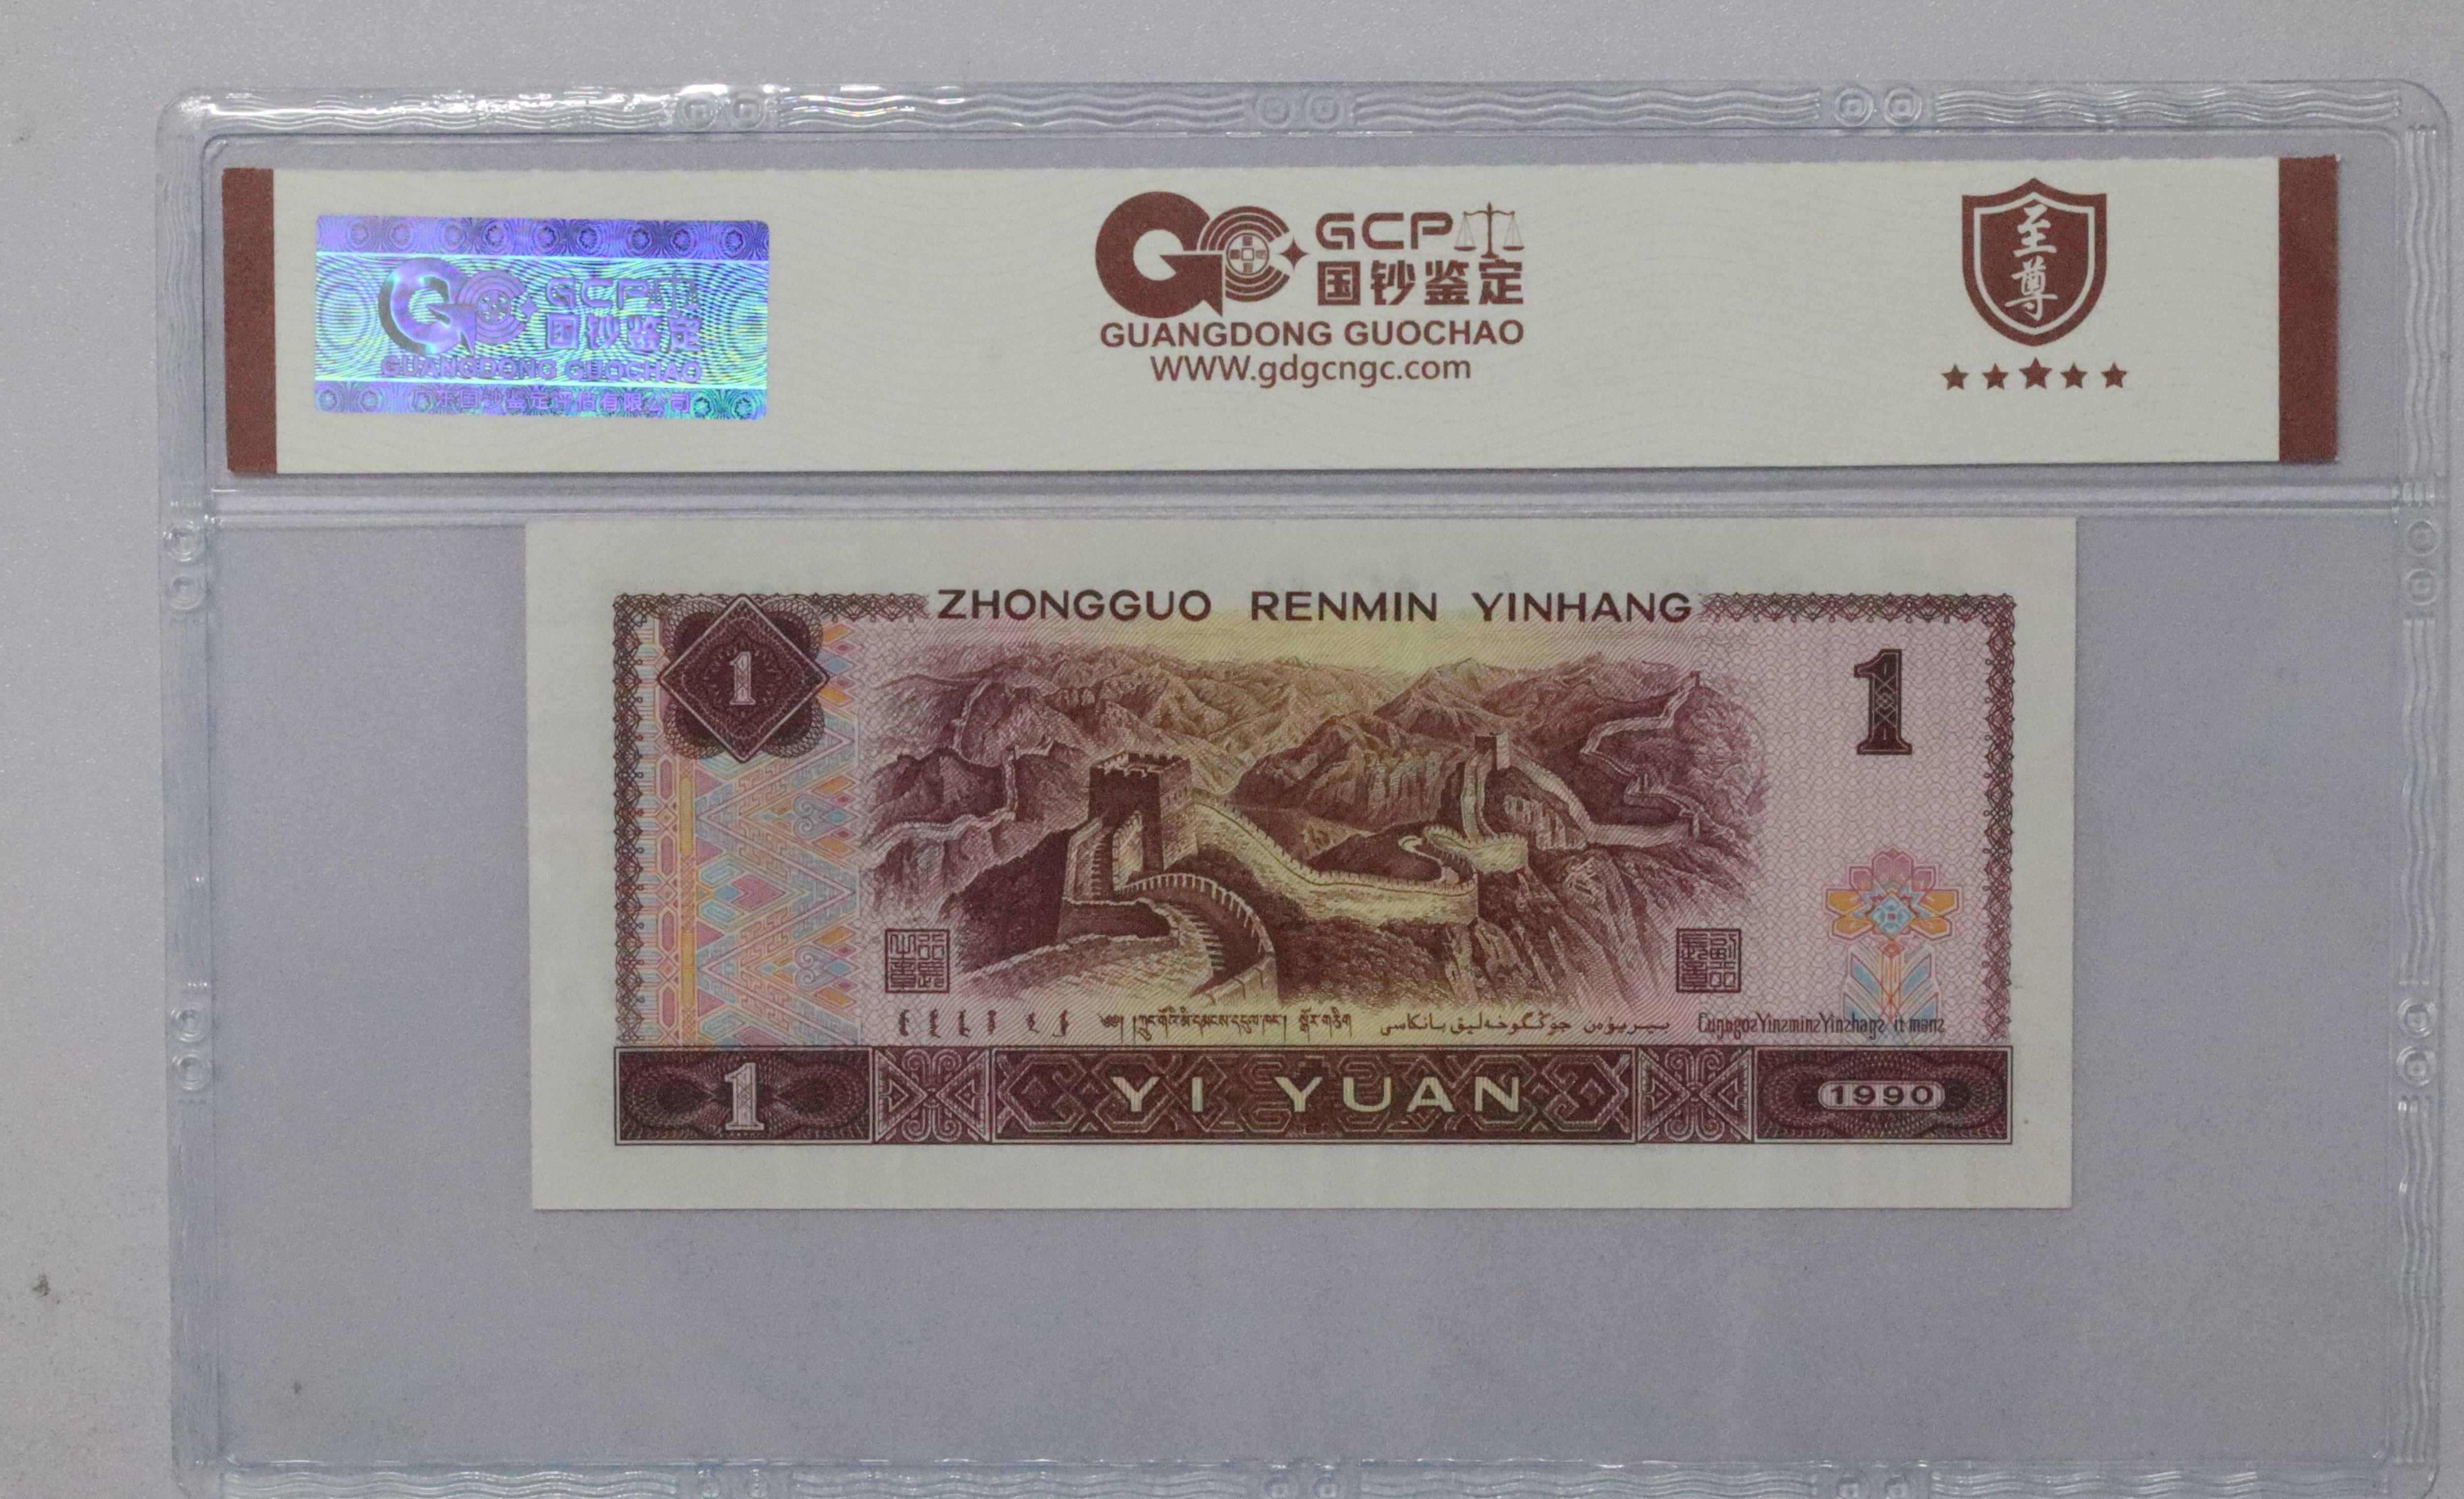 GCP
国钞鉴定
GUANGDONG GUOCHAO
广东国钞鉴定评估有限公司
GCP
国钞鉴定
GUANGDONG GUOCHAO
WWW.gdgcngc.com
至尊
ZHONGGUO RENMIN YINHANG
1
1
1
YI YUAN
1990